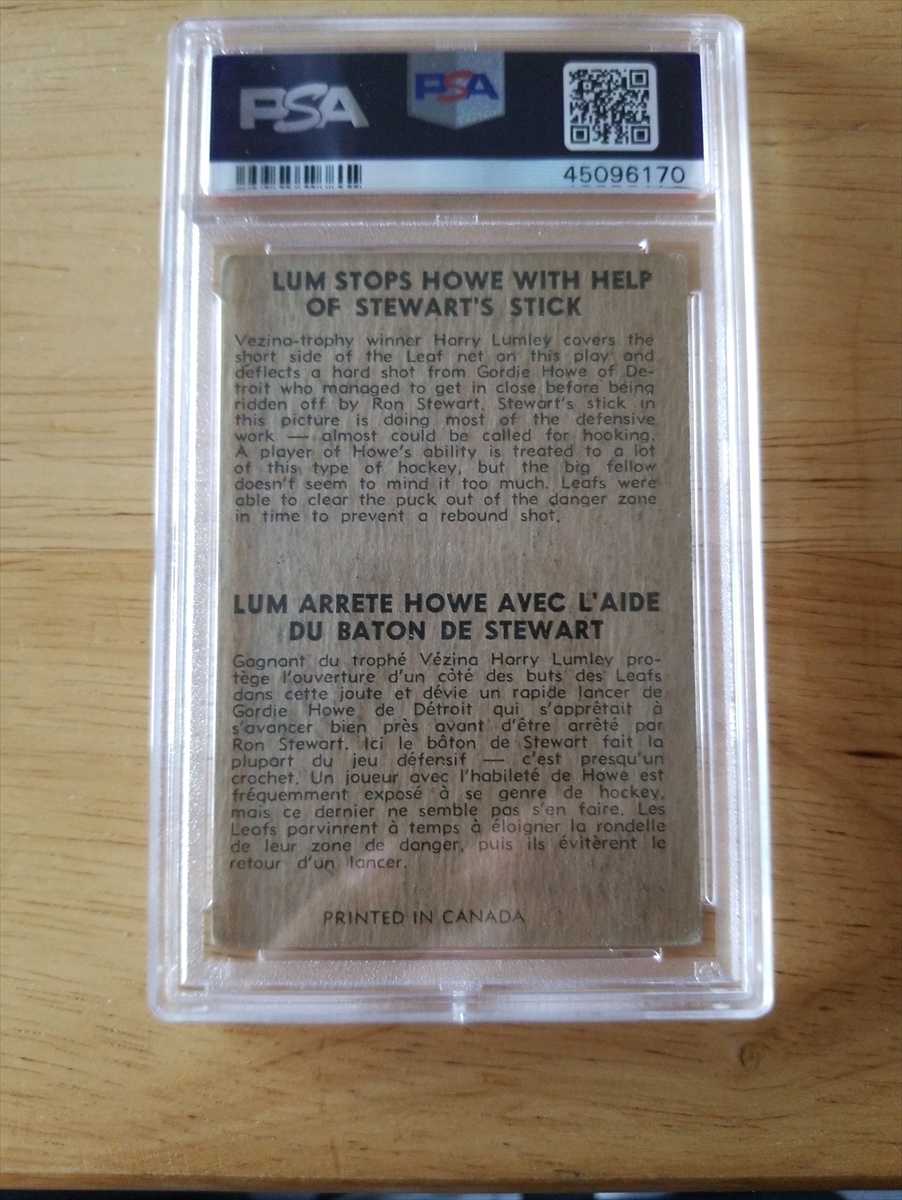 PSA
PSA
45096170
LUM STOPS HOWE WITH HELP
OF STEWART'S STICK
Vezina-trophy winner Harry Lumley covers the
short side of the Leaf net on this play and
deflects a hard shot from Gordie Howe of De-
troit who managed to get in close before being
ridden off by Ron Stewart. Stewart's stick in
this picture is doing most of the defensive
work — almost could be called for hooking.
A player of Howe's ability is treated to a lot
of this type of hockey, but the big fellow
doesn't seem to mind it too much. Leafs were
able to clear the puck out of the danger zone
in time to prevent a rebound shot.
LUM ARRETE HOWE AVEC L'AIDE
DU BATON DE STEWART
Gagnant du trophé Vézina Harry Lumley pro-
tège l'ouverture d'un côté des buts des Leafs
dans cette joute et dévie un rapide lancer de
Gordie Howe de Détroit qui s'apprêtait à
s'avancer bien près avant d'être arrêté par
Ron Stewart. Ici le bâton de Stewart fait la
plupart du jeu défensif — c'est presqu'un
crochet. Un joueur avec l'habileté de Howe est
fréquemment exposé à se genre de hockey,
mais ce dernier ne semble pas s'en faire. Les
Leafs parvinrent à temps à éloigner la rondelle
de leur zone de danger, puis ils évitèrent le
retour d'un lancer.
PRINTED IN CANADA